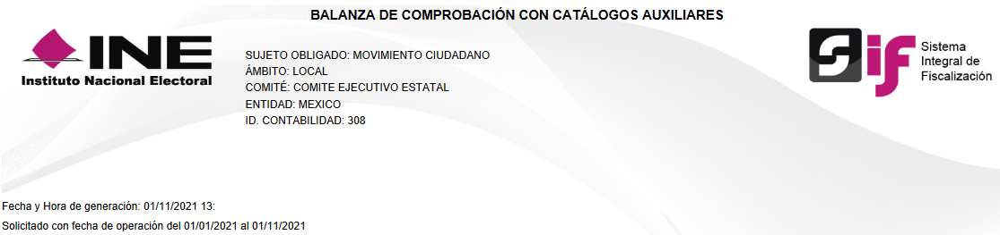 BALANZA DE COMPROBACIÓN CON CATÁLOGOS AUXILIARES
INE
Instituto Nacional Electoral
SUJETO OBLIGADO: MOVIMIENTO CIUDADANO
ÁMBITO: LOCAL
COMITÉ: COMITE EJECUTIVO ESTATAL
ENTIDAD: MEXICO
ID. CONTABILIDAD: 308
Sif
Sistema
Integral de
Fiscalización
Fecha y Hora de generación: 01/11/2021 13:
Solicitado con fecha de operación del 01/01/2021 al 01/11/2021